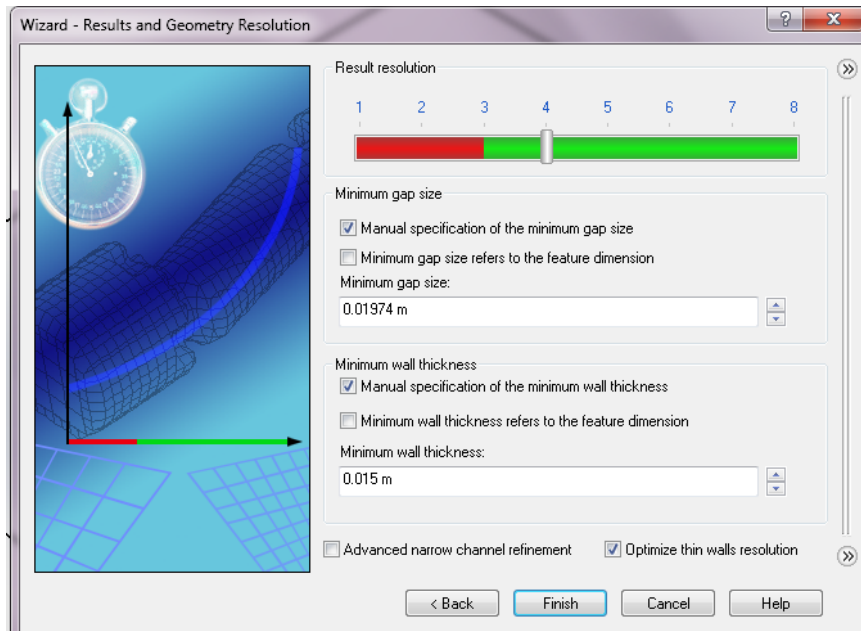 Wizard - Results and Geometry Resolution
Result resolution
1 2 3 4 5 6 7 8
Minimum gap size
Manual specification of the minimum gap size
Minimum gap size refers to the feature dimension
Minimum gap size:
0.01974 m
Minimum wall thickness
Manual specification of the minimum wall thickness
Minimum wall thickness refers to the feature dimension
Minimum wall thickness:
0.015 m
Advanced narrow channel refinement Optimize thin walls resolution
< Back Finish Cancel Help